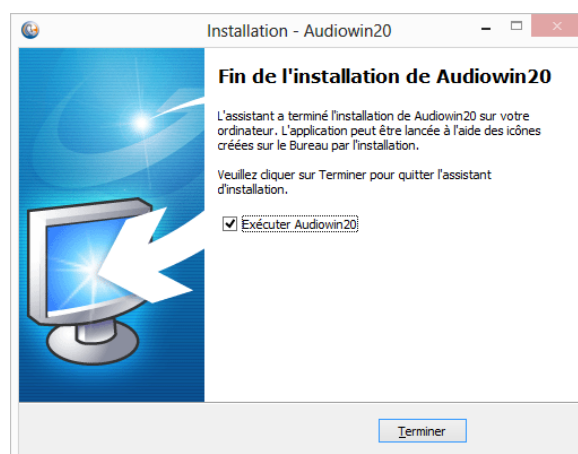 Installation - Audiowin20
Fin de l'installation de Audiowin20
L'assistant a terminé l'installation de Audiowin20 sur votre
ordinateur. L'application peut être lancée à l'aide des icônes
créées sur le Bureau par l'installation.
Veuillez cliquer sur Terminer pour quitter l'assistant
d'installation.
Exécuter Audiowin20
Terminer